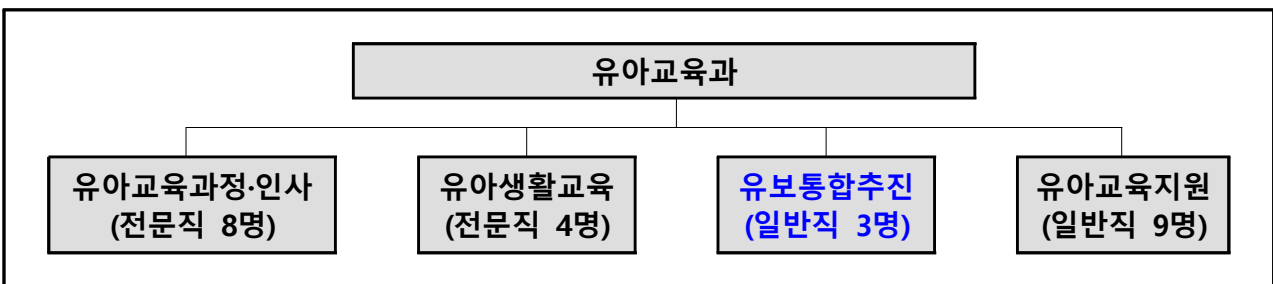 유아교육과
유아교육과정·인사
(전문직 8명)
유아생활교육
(전문직 4명)
유보통합추진
(일반직 3명)
유아교육지원
(일반직 9명)